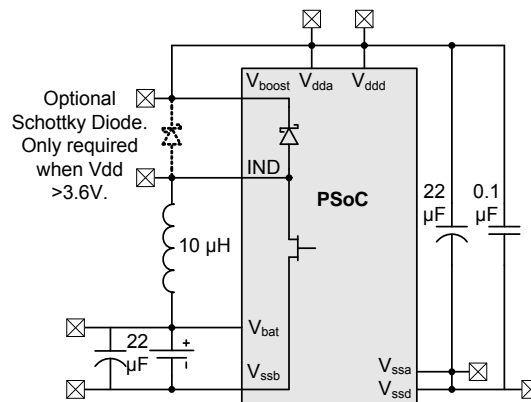 Optional
Schottky Diode.
Only required
when Vdd
>3.6V.
Vboost
Vdda
Vddd
IND
PSoC
10 µH
22
µF
0.1
µF
Vbat
22
µF
+
Vssb
Vssa
Vssd